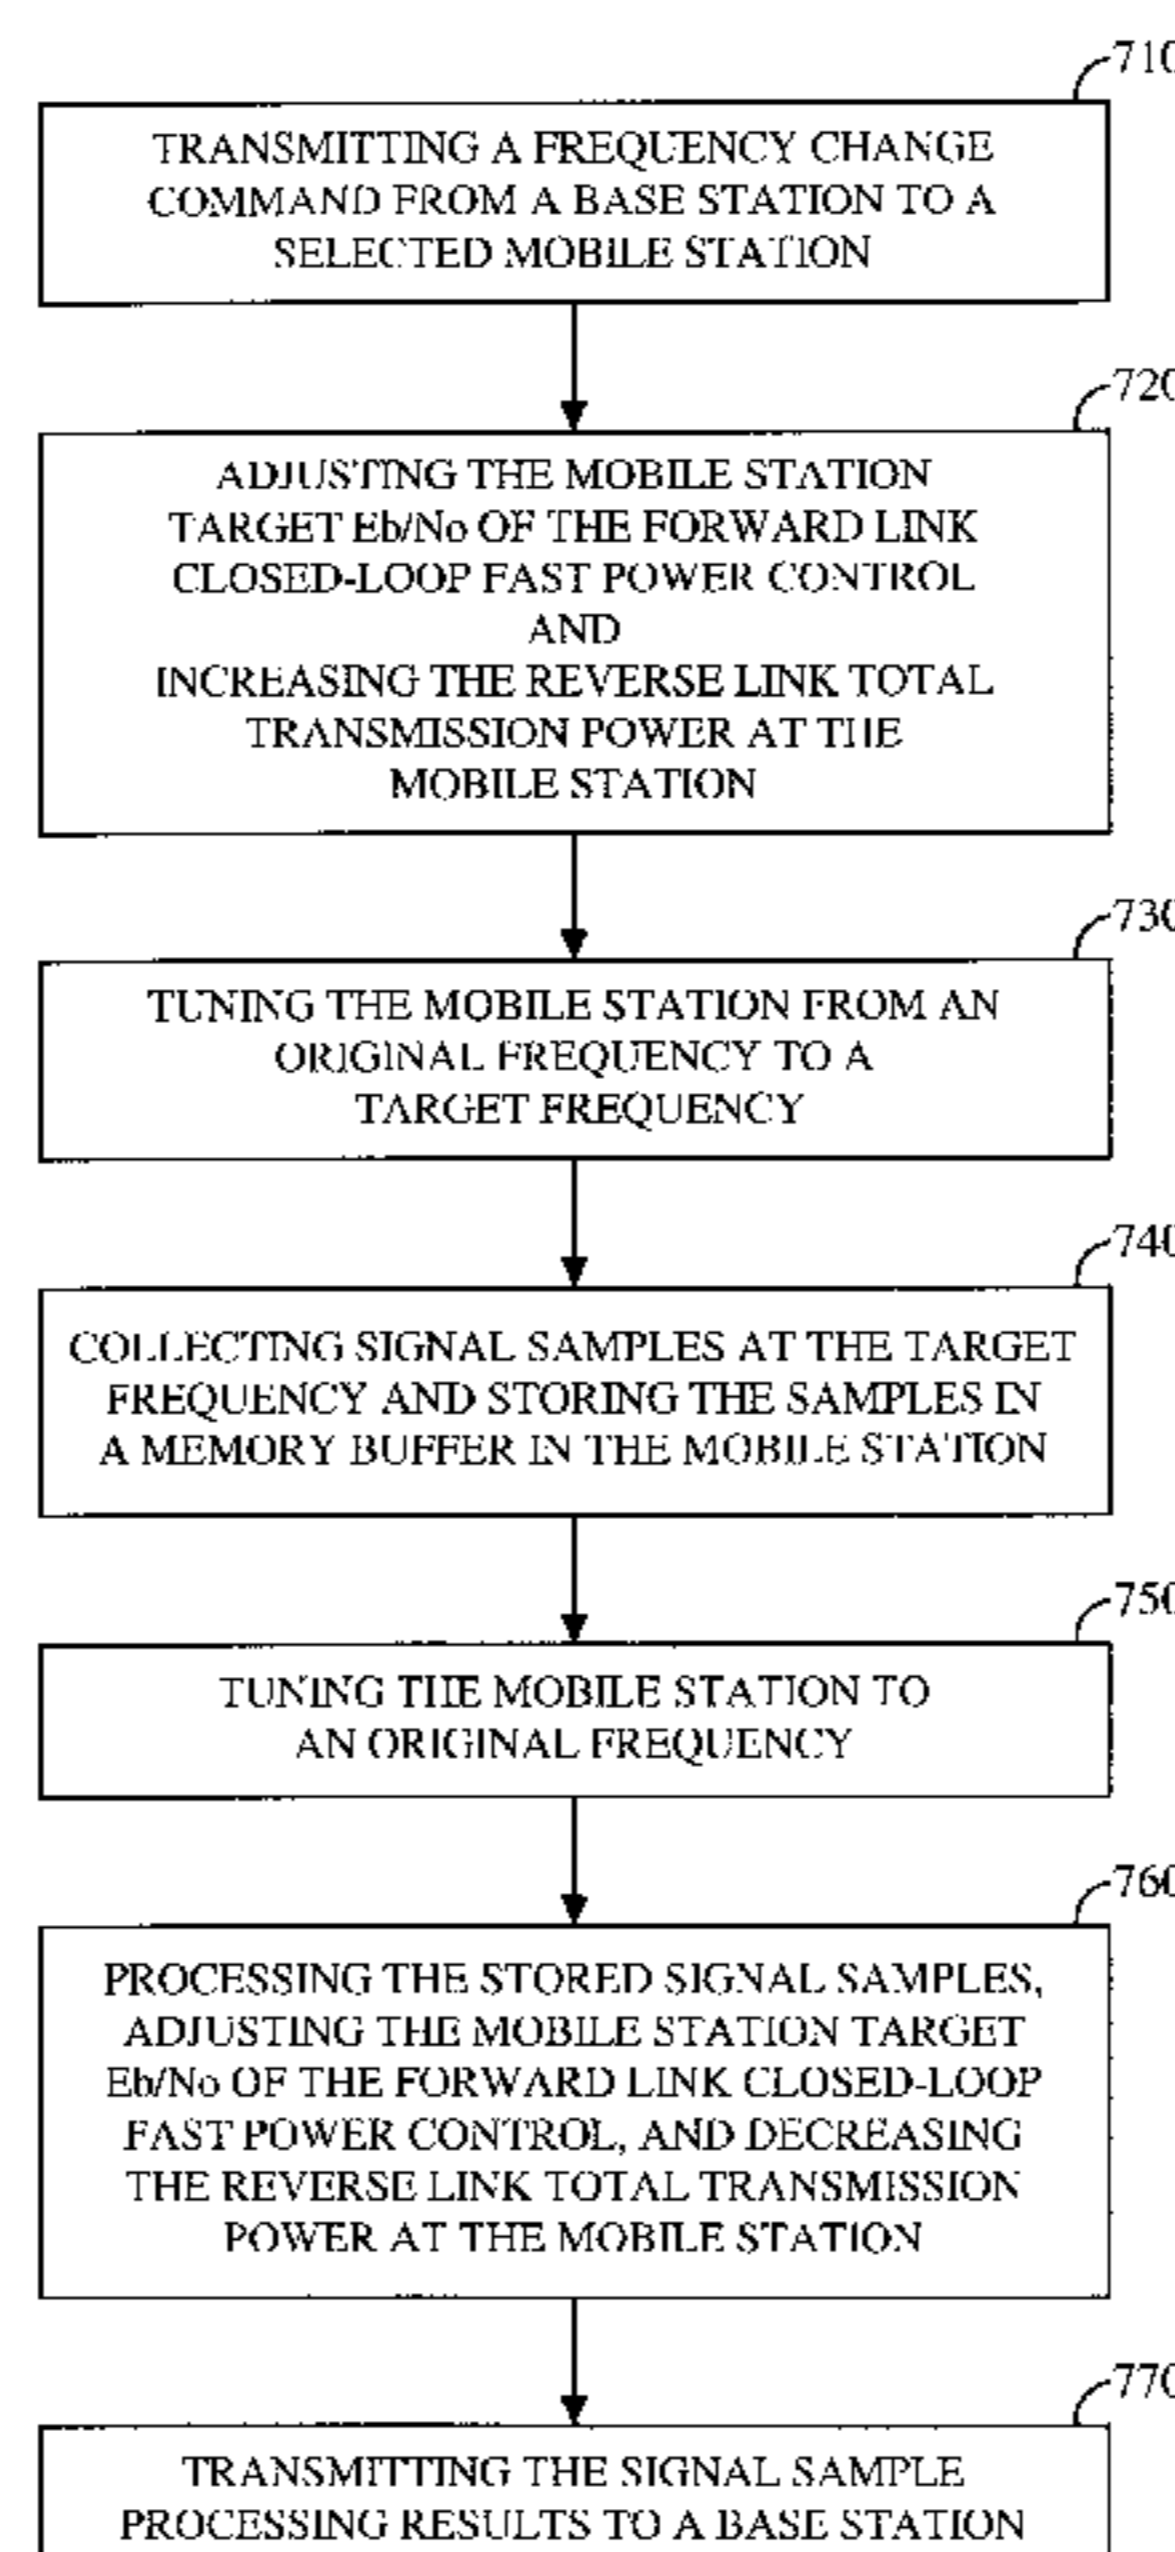 710
TRANSMITTING A FREQUENCY CHANGE
COMMAND FROM A BASE STATION TO A
SELECTED MOBILE STATION
720
ADJUSTING THE MOBILE STATION
TARGET Eb/No OF THE FORWARD LINK
CLOSED-LOOP FAST POWER CONTROL
AND
INCREASING THE REVERSE LINK TOTAL
TRANSMISSION POWER AT THE
MOBILE STATION
730
TUNING THE MOBILE STATION FROM AN
ORIGINAL FREQUENCY TO A
TARGET FREQUENCY
740
COLLECTING SIGNAL SAMPLES AT THE TARGET
FREQUENCY AND STORING THE SAMPLES IN
A MEMORY BUFFER IN THE MOBILE STATION
750
TUNING THE MOBILE STATION TO
AN ORIGINAL FREQUENCY
760
PROCESSING THE STORED SIGNAL SAMPLES,
ADJUSTING THE MOBILE STATION TARGET
Eb/No OF THE FORWARD LINK CLOSED-LOOP
FAST POWER CONTROL, AND DECREASING
THE REVERSE LINK TOTAL TRANSMISSION
POWER AT THE MOBILE STATION
770
TRANSMITTING THE SIGNAL SAMPLE
PROCESSING RESULTS TO A BASE STATION